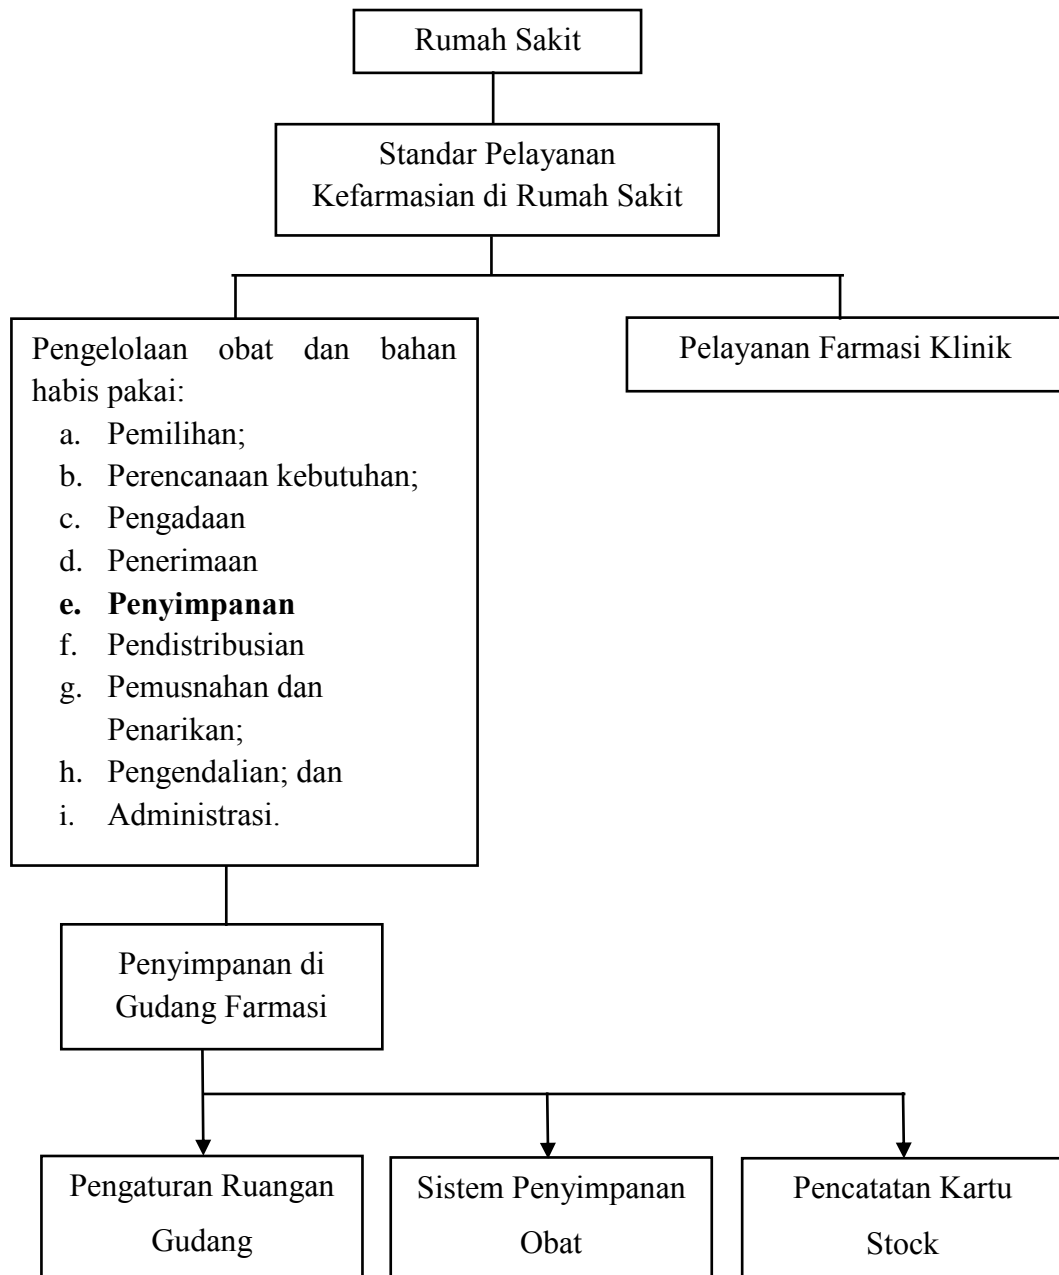 Rumah Sakit
Standar Pelayanan
Kefarmasian di Rumah Sakit
Pengelolaan obat dan bahan
habis pakai:
a. Pemilihan;
b. Perencanaan kebutuhan;
c. Pengadaan
d. Penerimaan
e. Penyimpanan
f. Pendistribusian
g. Pemusnahan dan
Penarikan;
h. Pengendalian; dan
i. Administrasi.
Pelayanan Farmasi Klinik
Penyimpanan di
Gudang Farmasi
Pengaturan Ruangan
Gudang
Sistem Penyimpanan
Obat
Pencatatan Kartu
Stock